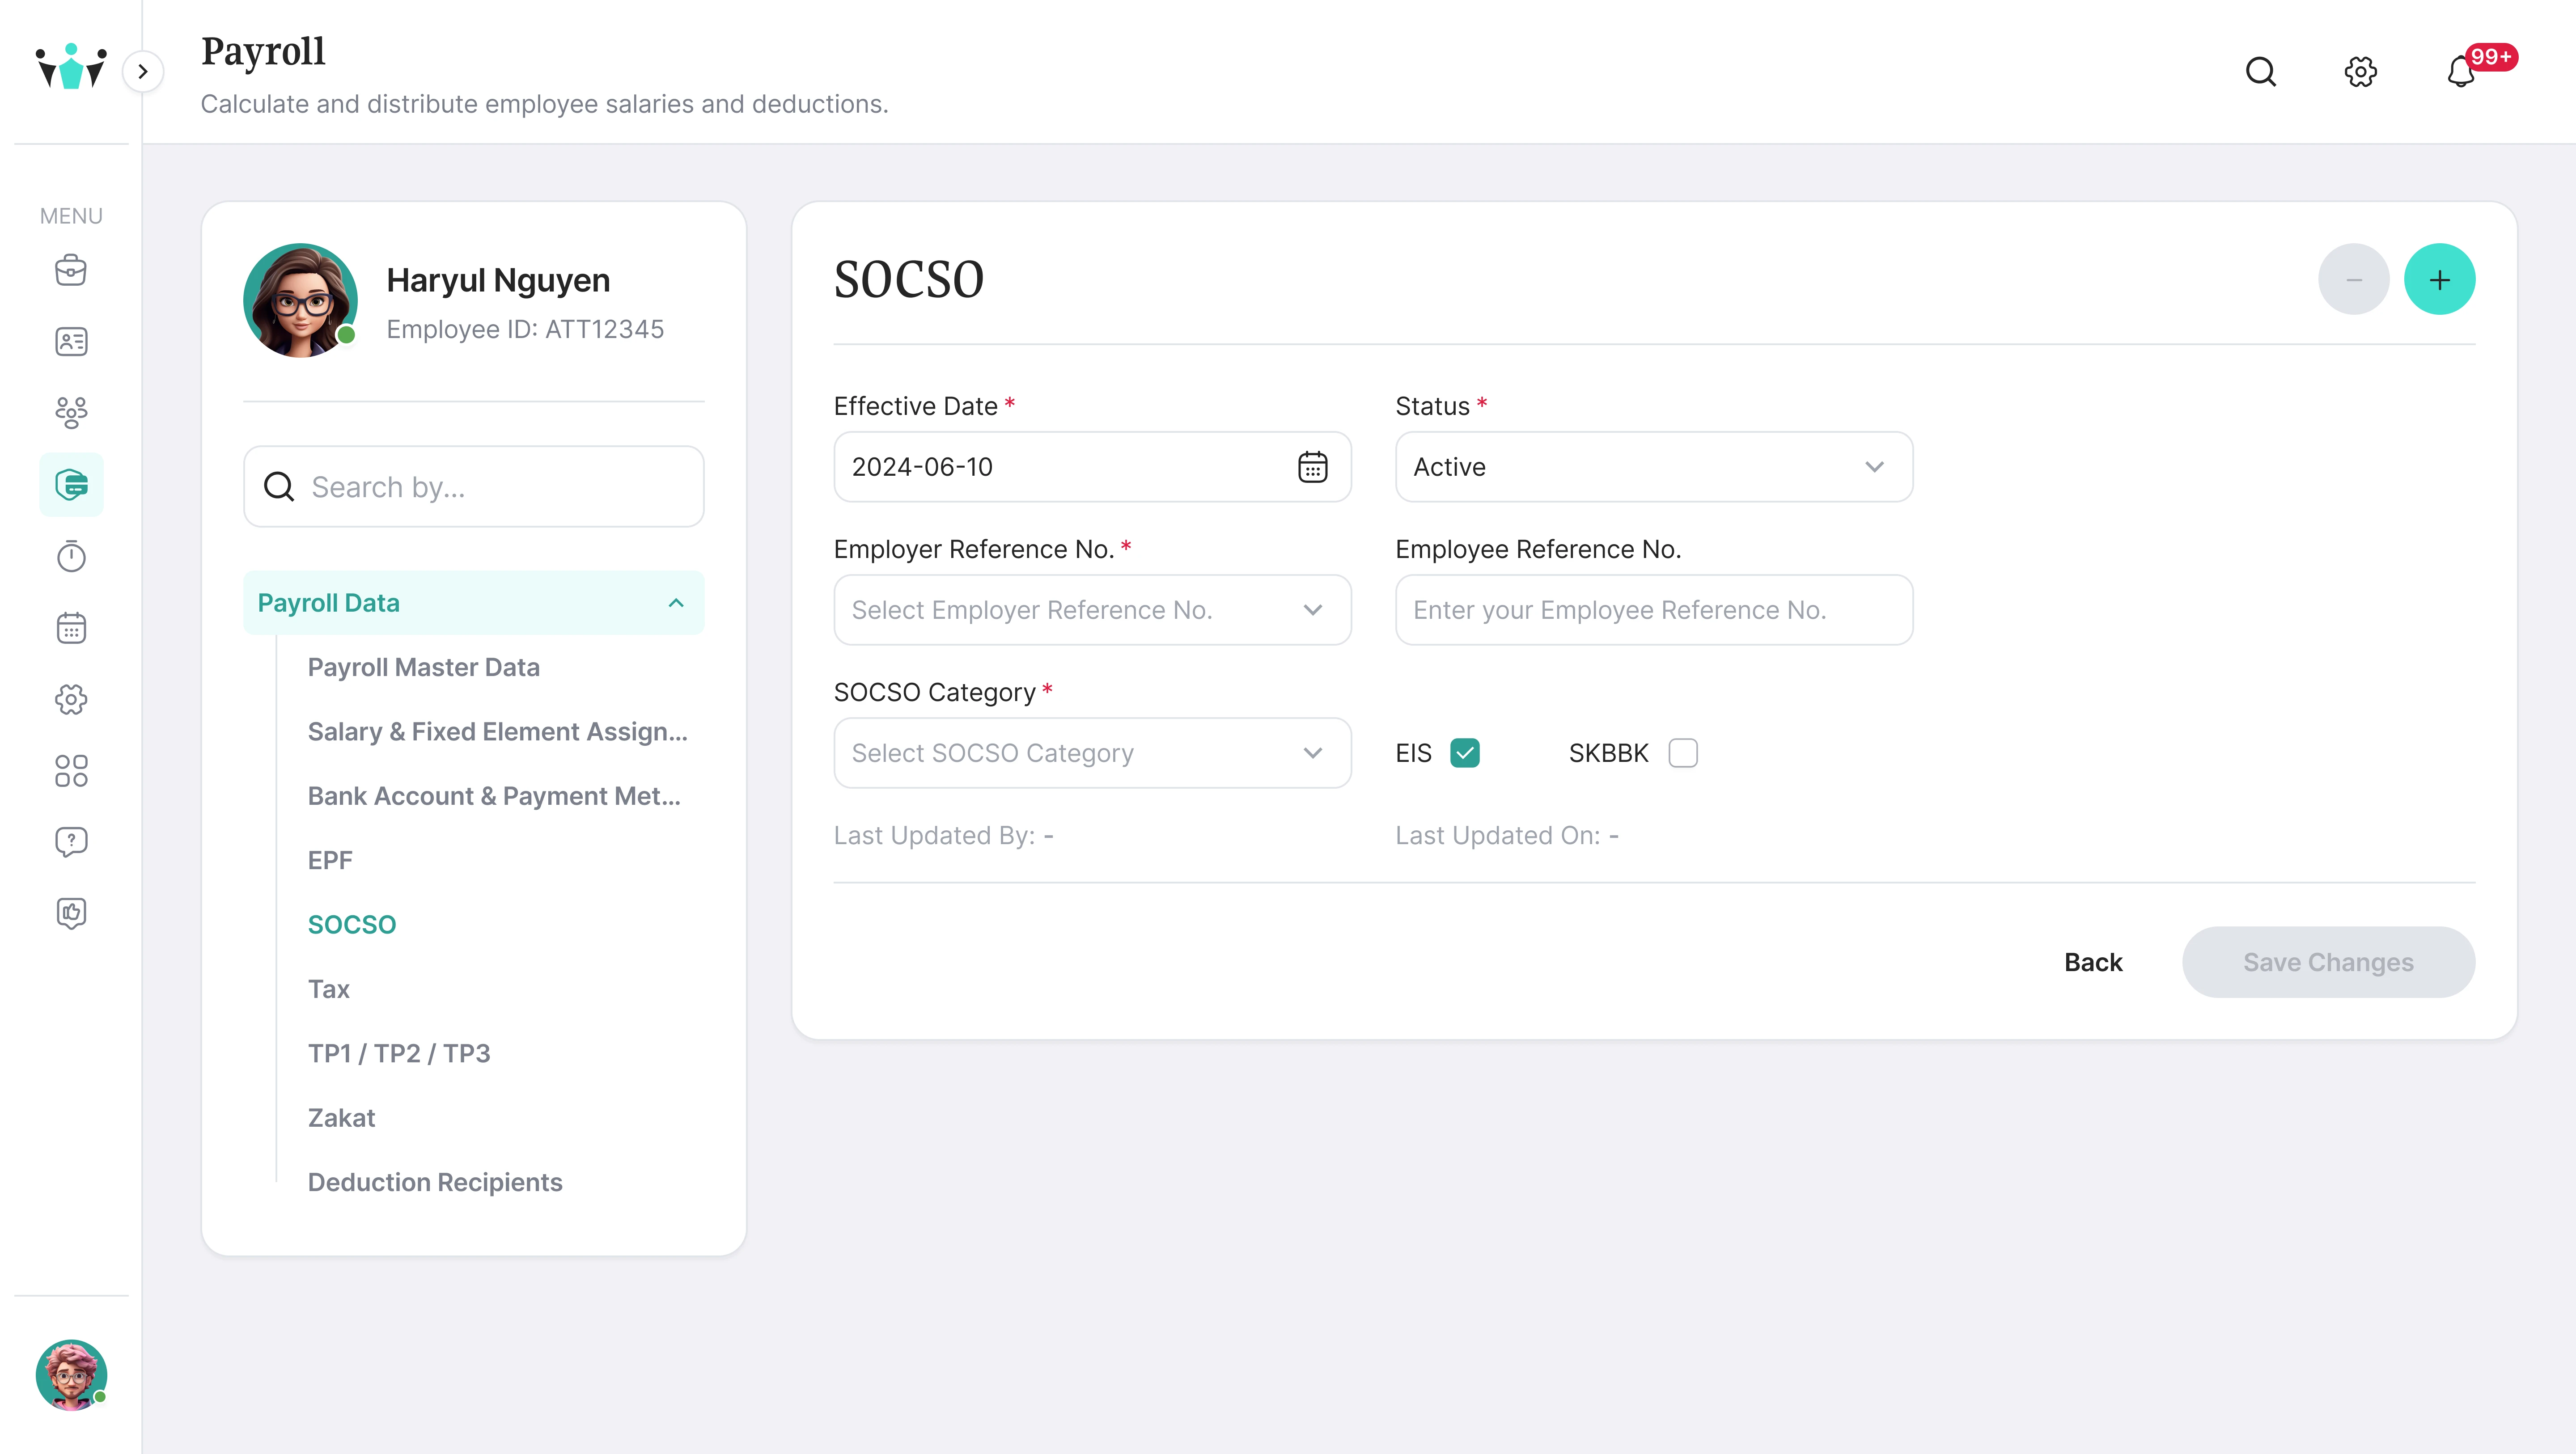 Payroll
Calculate and distribute employee salaries and deductions.
99+
MENU
Haryul Nguyen
Employee ID: ATT12345
Search by...
Payroll Data
Payroll Master Data
Salary & Fixed Element Assign...
Bank Account & Payment Met...
EPF
SOCSO
Tax
TP1 / TP2 / TP3
Zakat
Deduction Recipients
SOCSO
Effective Date *
Status *
2024-06-10
Active
Employer Reference No. *
Employee Reference No.
Select Employer Reference No.
Enter your Employee Reference No.
SOCSO Category *
Select SOCSO Category
EIS
SKBBK
Last Updated By: -
Last Updated On: -
Back
Save Changes